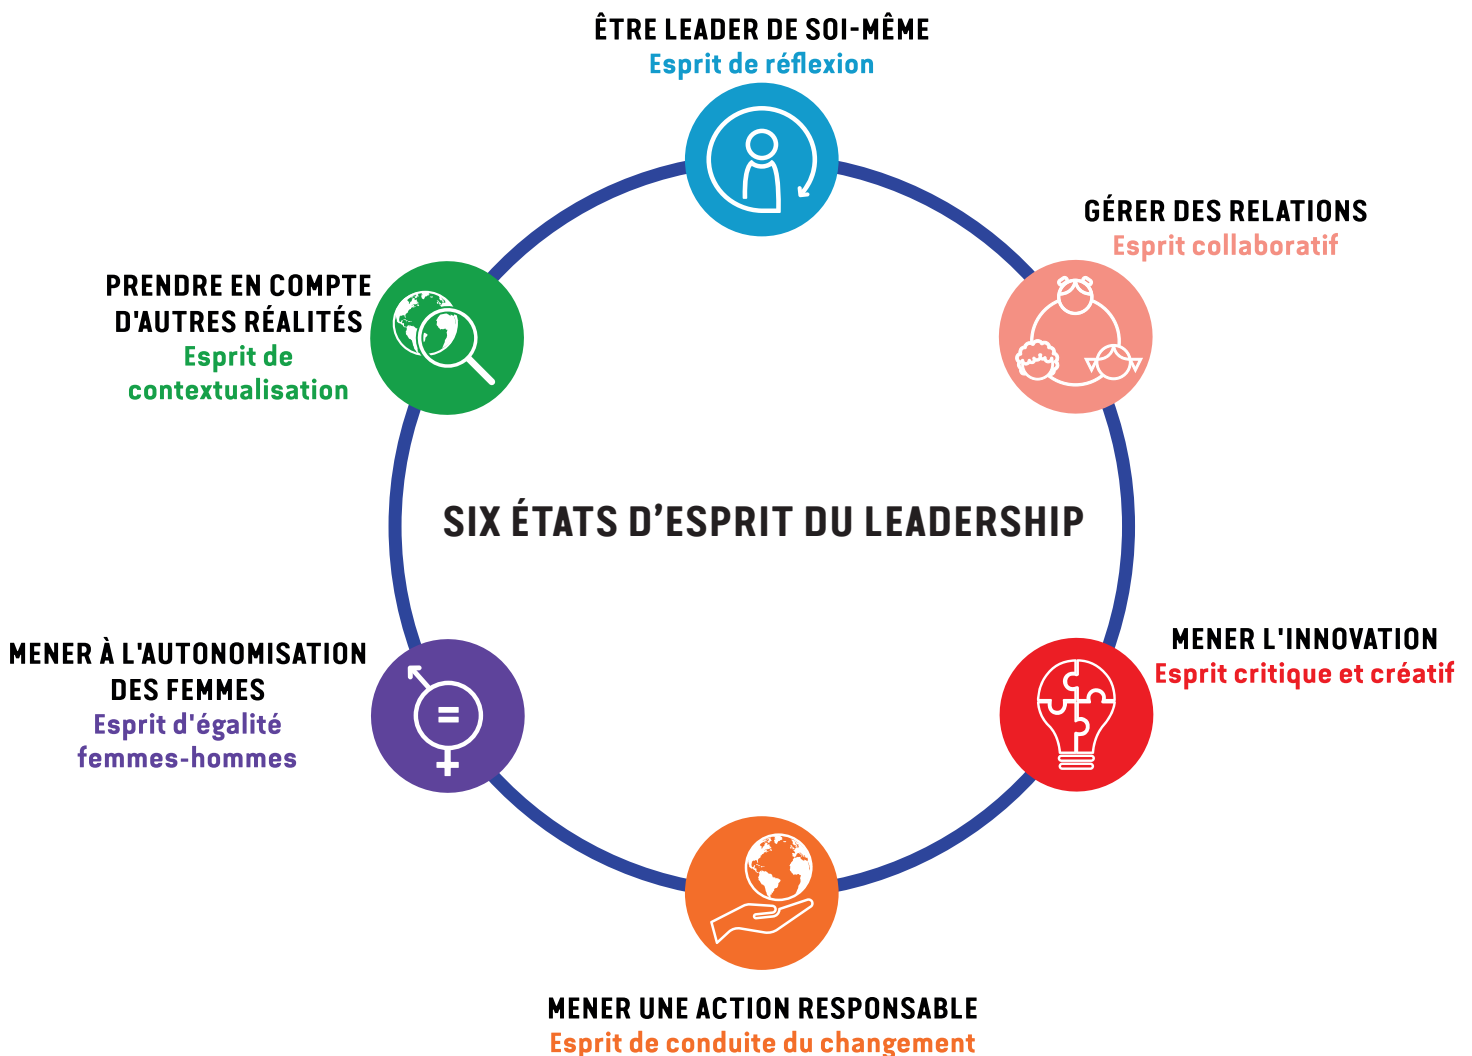 ÊTRE LEADER DE SOI-MÊME
Esprit de réflexion
GÉRER DES RELATIONS
Esprit collaboratif
PRENDRE EN COMPTE
D'AUTRES RÉALITÉS
Esprit de
contextualisation
SIX ÉTATS D’ESPRIT DU LEADERSHIP
MENER L'INNOVATION
Esprit critique et créatif
MENER À L'AUTONOMISATION
DES FEMMES
Esprit d'égalité
femmes-hommes
MENER UNE ACTION RESPONSABLE
Esprit de conduite du changement